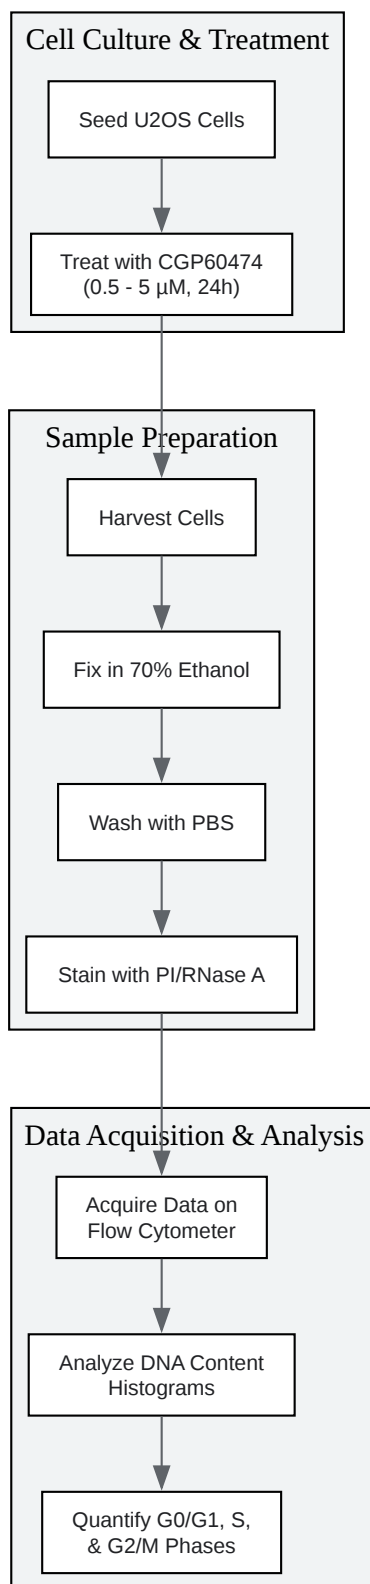 Cell Culture & Treatment
Seed U2OS Cells
Treat with CGP60474
(0.5 - 5 µM, 24h)
Sample Preparation
Harvest Cells
Fix in 70% Ethanol
Wash with PBS
Stain with PI/RNase A
Data Acquisition & Analysis
Acquire Data on
Flow Cytometer
Analyze DNA Content
Histograms
Quantify G0/G1, S,
& G2/M Phases